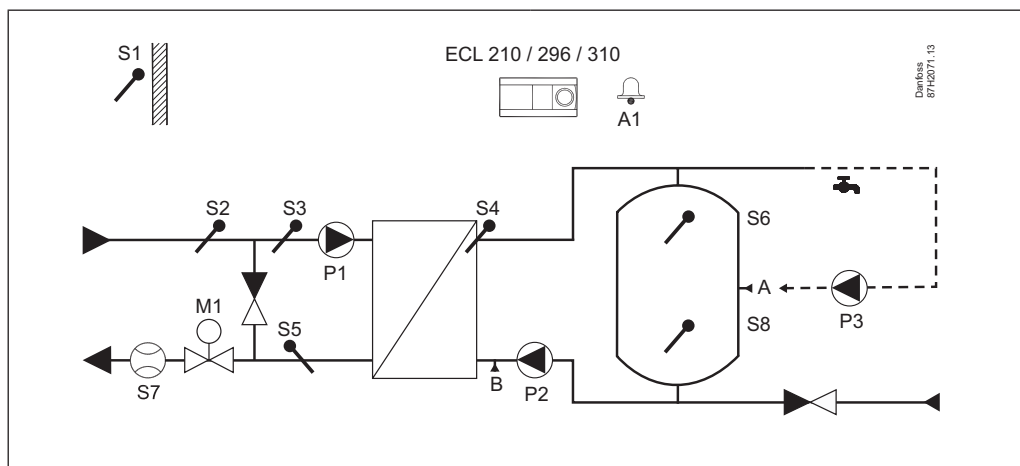 S1
ECL 210 / 296 / 310
A1
Danfoss
87H2071.13
S2
S3
P1
S4
S6
A
P3
M1
S5
S8
S7
B
P2